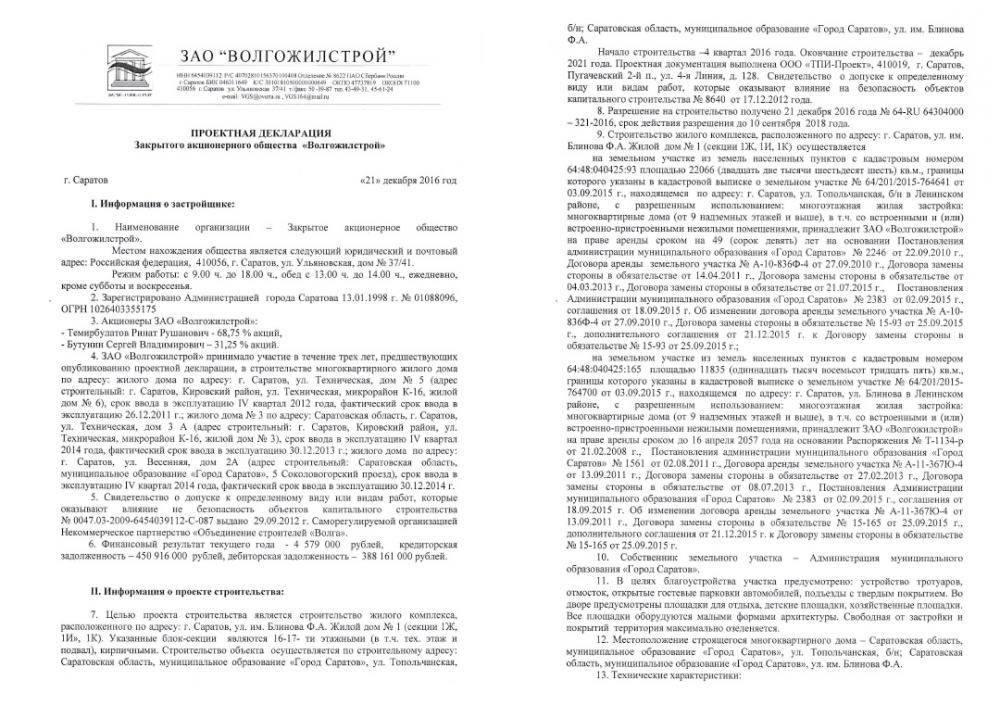 ЗАО “ВОЛГОЖИЛСТРОЙ”
ПРОЕКТНАЯ ДЕКЛАРАЦИЯ
Закрытого акционерного общества «Волгожилстрой»
г. Саратов «21» декабря 2016 год
I. Информация о застройщике:
1. Наименование организации – Закрытое акционерное общество
«Волгожилстрой».
Местом нахождения общества является следующий юридический и почтовый
адрес: Российская федерация, 410056, г. Саратов, ул. Ульяновская, дом № 37/41.
Режим работы: с 9.00 ч. до 18.00 ч., обед с 13.00 ч. до 14.00 ч., ежедневно,
кроме субботы и воскресенья.
2. Зарегистрировано Администрацией города Саратова 13.01.1998 г. № 01088096,
ОГРН 1026403355175
3. Акционеры ЗАО «Волгожилстрой»:
- Темирбулатов Ринат Рушанович - 68,75 % акций,
- Бутунин Сергей Владимирович – 31,25 % акций.
4. ЗАО «Волгожилстрой» принимало участие в течение трех лет, предшествующих
опубликованию проектной декларации, в строительстве многоквартирного жилого дома
по адресу: жилого дома по адресу: г. Саратов, ул. Техническая, дом № 5 (адрес
строительный: г. Саратов, Кировский район, ул. Техническая, микрорайон К-16, жилой
дом № 6), срок ввода в эксплуатацию IV квартал 2012 года, фактический срок ввода в
эксплуатацию 26.12.2011 г.; жилого дома № 3 по адресу: Саратовская область, г. Саратов,
ул. Техническая, дом 3 А (адрес строительный: г. Саратов, Кировский район, ул.
Техническая, микрорайон К-16, жилой дом № 3), срок ввода в эксплуатацию IV квартал
2014 года, фактический срок ввода в эксплуатацию 30.12.2013 г.; жилого дома по адресу:
г. Саратов, ул. Весенняя, дом 2А (адрес строительный: Саратовская область,
муниципальное образование «Город Саратов», 5 Соколовогорский проезд), срок ввода в
эксплуатацию IV квартал 2014 года, фактический срок ввода в эксплуатацию 30.12.2014 г.
5. Свидетельство о допуске к определенному виду или видам работ, которые
оказывают влияние на безопасность объектов капитального строительства
№ 0047.03-2009-6454039112-С-087 выдано 29.09.2012 г. Саморегулируемой организацией
Некоммерческое партнерство «Объединение строителей «Волга».
6. Финансовый результат текущего года - 4 579 000 рублей, кредиторская
задолженность – 450 916 000 рублей, дебиторская задолженность – 388 161 000 рублей.
II. Информация о проекте строительства:
7. Целью проекта строительства является строительство жилого комплекса,
расположенного по адресу: г. Саратов, ул. им. Блинова Ф.А. Жилой дом № 1 (секции 1Ж,
1И», 1К). Указанные блок-секции являются 16-17- ти этажными (в т.ч. тех. этаж и
подвал), кирпичными. Строительство объекта осуществляется по строительному адресу:
Саратовская область, муниципальное образование «Город Саратов», ул. Топольчанская,
б/н; Саратовская область, муниципальное образование «Город Саратов», ул. им. Блинова
Ф.А.
Начало строительства –4 квартал 2016 года. Окончание строительства – декабрь
2021 года. Проектная документация выполнена ООО «ТПИ-Проект», 410019, г. Саратов,
Пугачевский 2-й п., ул. 4-я Линия, д. 128. Свидетельство о допуске к определенному
виду или видам работ, которые оказывают влияние на безопасность объектов
капитального строительства № 8640 от 17.12.2012 года.
8. Разрешение на строительство получено 21 декабря 2016 года № 64-RU 64304000
– 321-2016, срок действия разрешения до 10 сентября 2018 года.
9. Строительство жилого комплекса, расположенного по адресу: г. Саратов, ул. им.
Блинова Ф.А. Жилой дом № 1 (секции 1Ж, 1И, 1К) осуществляется
на земельном участке из земель населенных пунктов с кадастровым номером
64:48:040425:93 площадью 22066 (двадцать две тысячи шестьдесят шесть) кв.м., границы
которого указаны в кадастровой выписке о земельном участке № 64/201/2015-764641 от
03.09.2015 г., находящемся по адресу: г. Саратов, ул. Топольчанская, б/н в Ленинском
районе, с разрешенным использованием: многоэтажная жилая застройка:
многоквартирные дома (от 9 надземных этажей и выше), в т.ч. со встроенными и (или)
встроенно-пристроенными нежилыми помещениями, принадлежит ЗАО «Волгожилстрой»
на праве аренды сроком на 49 (сорок девять) лет на основании Постановления
администрации муниципального образования «Город Саратов» № 2246 от 22.09.2010 г.,
Договора аренды земельного участка № А-10-836Ф-4 от 27.09.2010 г., Договора замены
стороны в обязательстве от 14.04.2011 г., Договора замены стороны в обязательстве от
04.03.2013 г., Договора замены стороны в обязательстве от 21.07.2015 г., Постановления
Администрации муниципального образования «Город Саратов» № 2383 от 02.09.2015 г.,
соглашения от 18.09.2015 г. Об изменении договора аренды земельного участка № А-10-
836Ф-4 от 27.09.2010 г., Договора замены стороны в обязательстве № 15-93 от 25.09.2015
г., дополнительного соглашения от 21.12.2015 г. к Договору замены стороны в
обязательстве № 15-93 от 25.09.2015 г.;
на земельном участке из земель населенных пунктов с кадастровым номером
64:48:040425:165 площадью 11835 (одиннадцать тысяч восемьсот тридцать пять) кв.м.,
границы которого указаны в кадастровой выписке о земельном участке № 64/201/2015-
764700 от 03.09.2015 г., находящемся по адресу: г. Саратов, ул. Блинова в Ленинском
районе, с разрешенным использованием: многоэтажная жилая застройка:
многоквартирные дома (от 9 надземных этажей и выше), в т.ч. со встроенными и (или)
встроенно-пристроенными нежилыми помещениями, принадлежит ЗАО «Волгожилстрой»
на праве аренды сроком до 16 апреля 2057 года на основании Распоряжения № Т-1134-р
от 21.02.2008 г., Постановления администрации муниципального образования «Город
Саратов» № 1561 от 02.08.2011 г., Договора аренды земельного участка № А-11-367Ю-4
от 13.09.2011 г., Договора замены стороны в обязательстве от 27.02.2013 г., Договора
замены стороны в обязательстве от 08.07.2013 г., Постановления Администрации
муниципального образования «Город Саратов» № 2383 от 02.09.2015 г., соглашения от
18.09.2015 г. Об изменении договора аренды земельного участка № А-11-367Ю-4 от
13.09.2011 г., Договора замены стороны в обязательстве № 15-165 от 25.09.2015 г.,
дополнительного соглашения от 21.12.2015 г. к Договору замены стороны в обязательстве
№ 15-165 от 25.09.2015 г.
10. Собственник земельного участка – Администрация муниципального
образования «Город Саратов».
11. В целях благоустройства участка предусмотрено: устройство тротуаров,
отмосток, открытые гостевые парковки автомобилей, подъезды с твердым покрытием. Во
дворе предусмотрены площадки для отдыха, детские площадки, хозяйственные площадки.
Все площадки оборудуются малыми формами архитектуры. Свободная от застройки и
покрытий территория максимально озеленяется.
12. Местоположение строящегося многоквартирного дома – Саратовская область,
муниципальное образование «Город Саратов», ул. Топольчанская, б/н; Саратовская
область, муниципальное образование «Город Саратов», ул. им. Блинова Ф.А.
13. Технические характеристики: